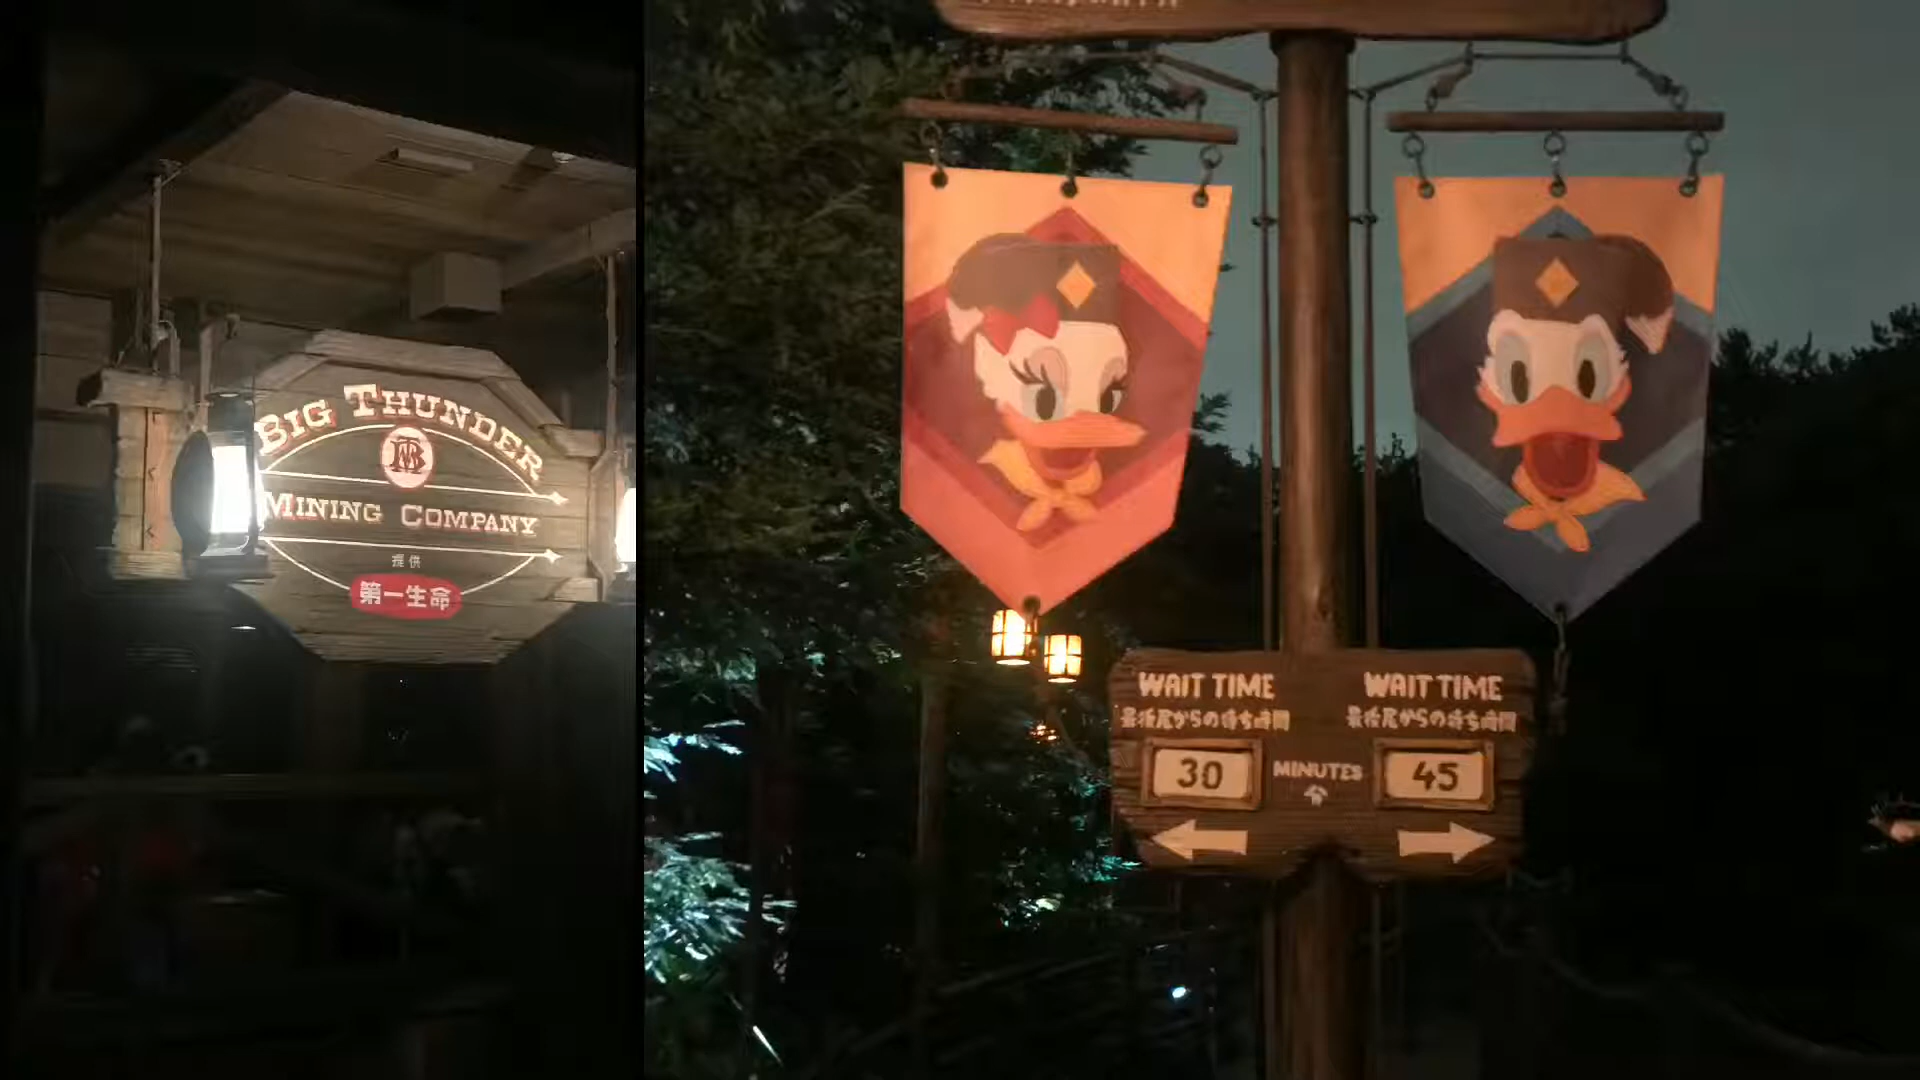 BIG THUNDER
BTM
MINING COMPANY
提供
第一生命
WAIT TIME
最後尾からの待ち時間
30
MINUTES
WAIT TIME
最後尾からの待ち時間
45